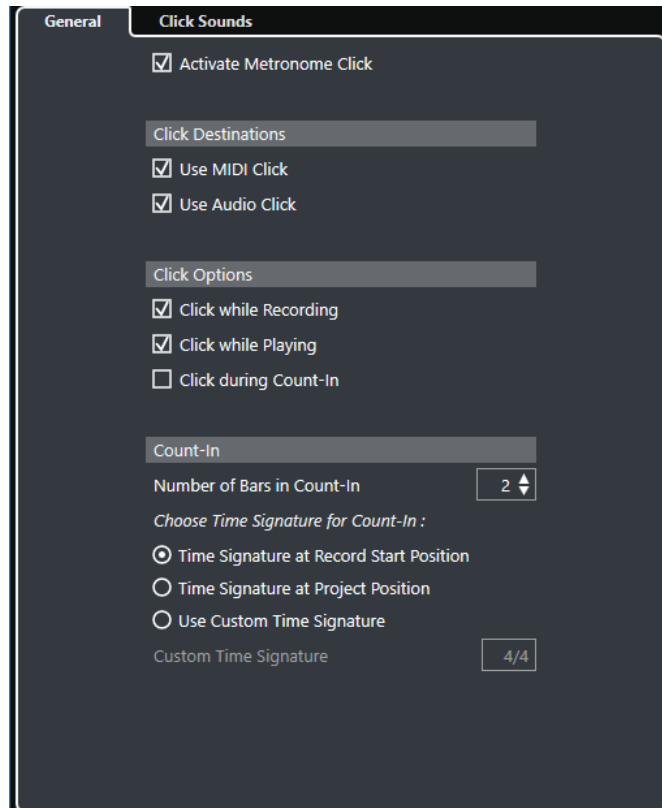 General Click Sounds
Activate Metronome Click
Click Destinations
Use MIDI Click
Use Audio Click
Click Options
Click while Recording
Click while Playing
Click during Count-In
Count-In
Number of Bars in Count-In 2
Choose Time Signature for Count-In :
Time Signature at Record Start Position
Time Signature at Project Position
Use Custom Time Signature
Custom Time Signature 4/4